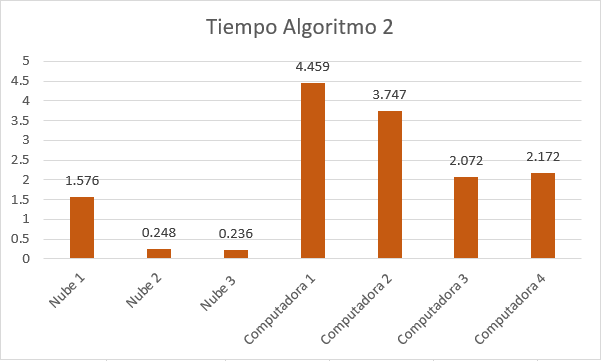 Tiempo Algoritmo 2
5
4.5
4
3.5
3
2.5
2
1.5
1
0.5
0
1.576
0.248
0.236
4.459
3.747
2.072
2.172
Nube 1
Nube 2
Nube 3
Computadora 1
Computadora 2
Computadora 3
Computadora 4